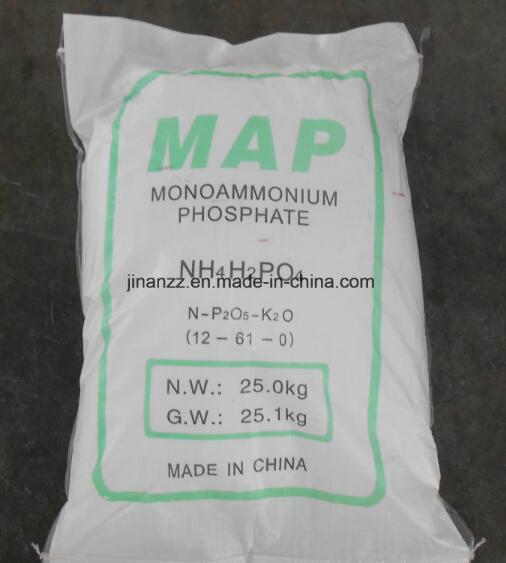 MAP
MONOAMMONIUM
PHOSPHATE
NH4H2PO4
jinanzz.en.made-in-china.com
N-P2O5-K2O
(12-61-0)
N.W.: 25.0kg
G.W.: 25.1kg
MADE IN CHINA